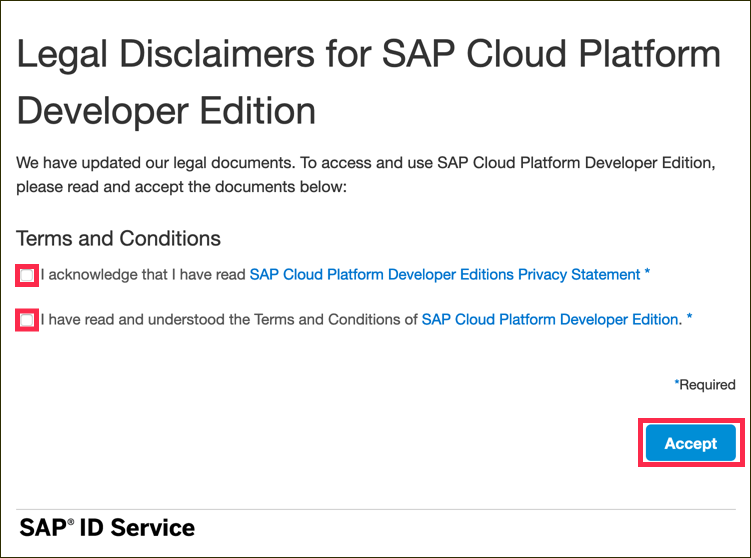 Legal Disclaimers for SAP Cloud Platform
Developer Edition
We have updated our legal documents. To access and use SAP Cloud Platform Developer Edition,
please read and accept the documents below:
Terms and Conditions
I acknowledge that I have read SAP Cloud Platform Developer Editions Privacy Statement *
I have read and understood the Terms and Conditions of SAP Cloud Platform Developer Edition. *
*Required
Accept
SAP® ID Service